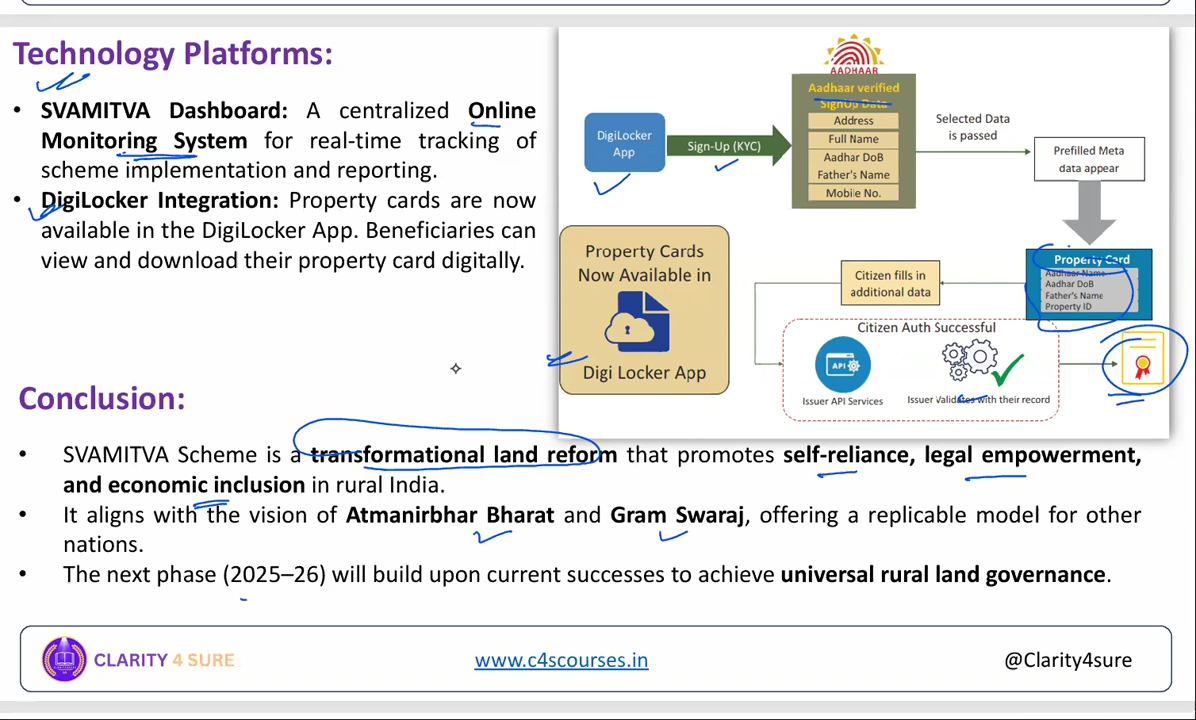 Technology Platforms:
• SVAMITVA Dashboard: A centralized Online
Monitoring System for real-time tracking of
scheme implementation and reporting.
• DigiLocker Integration: Property cards are now
available in the DigiLocker App. Beneficiaries can
view and download their property card digitally.
AADHAAR
DigiLocker
App
Sign-Up (KYC)
Aadhaar verified
SignUp Data
Address
Full Name
Aadhar DoB
Father's Name
Mobile No.
Selected Data
is passed
Prefilled Meta
data appear
Property Card
Aadhaar Name
Aadhar DoB
Father's Name
Property ID
Citizen fills in
additional data
Property Cards
Now Available in
Digi Locker App
Citizen Auth Successful
API
Issuer API Services
Issuer Validates with their record
Conclusion:
• SVAMITVA Scheme is a transformational land reform that promotes self-reliance, legal empowerment,
and economic inclusion in rural India.
• It aligns with the vision of Atmanirbhar Bharat and Gram Swaraj, offering a replicable model for other
nations.
• The next phase (2025–26) will build upon current successes to achieve universal rural land governance.
CLARITY 4 SURE
www.c4scourses.in
@Clarity4sure